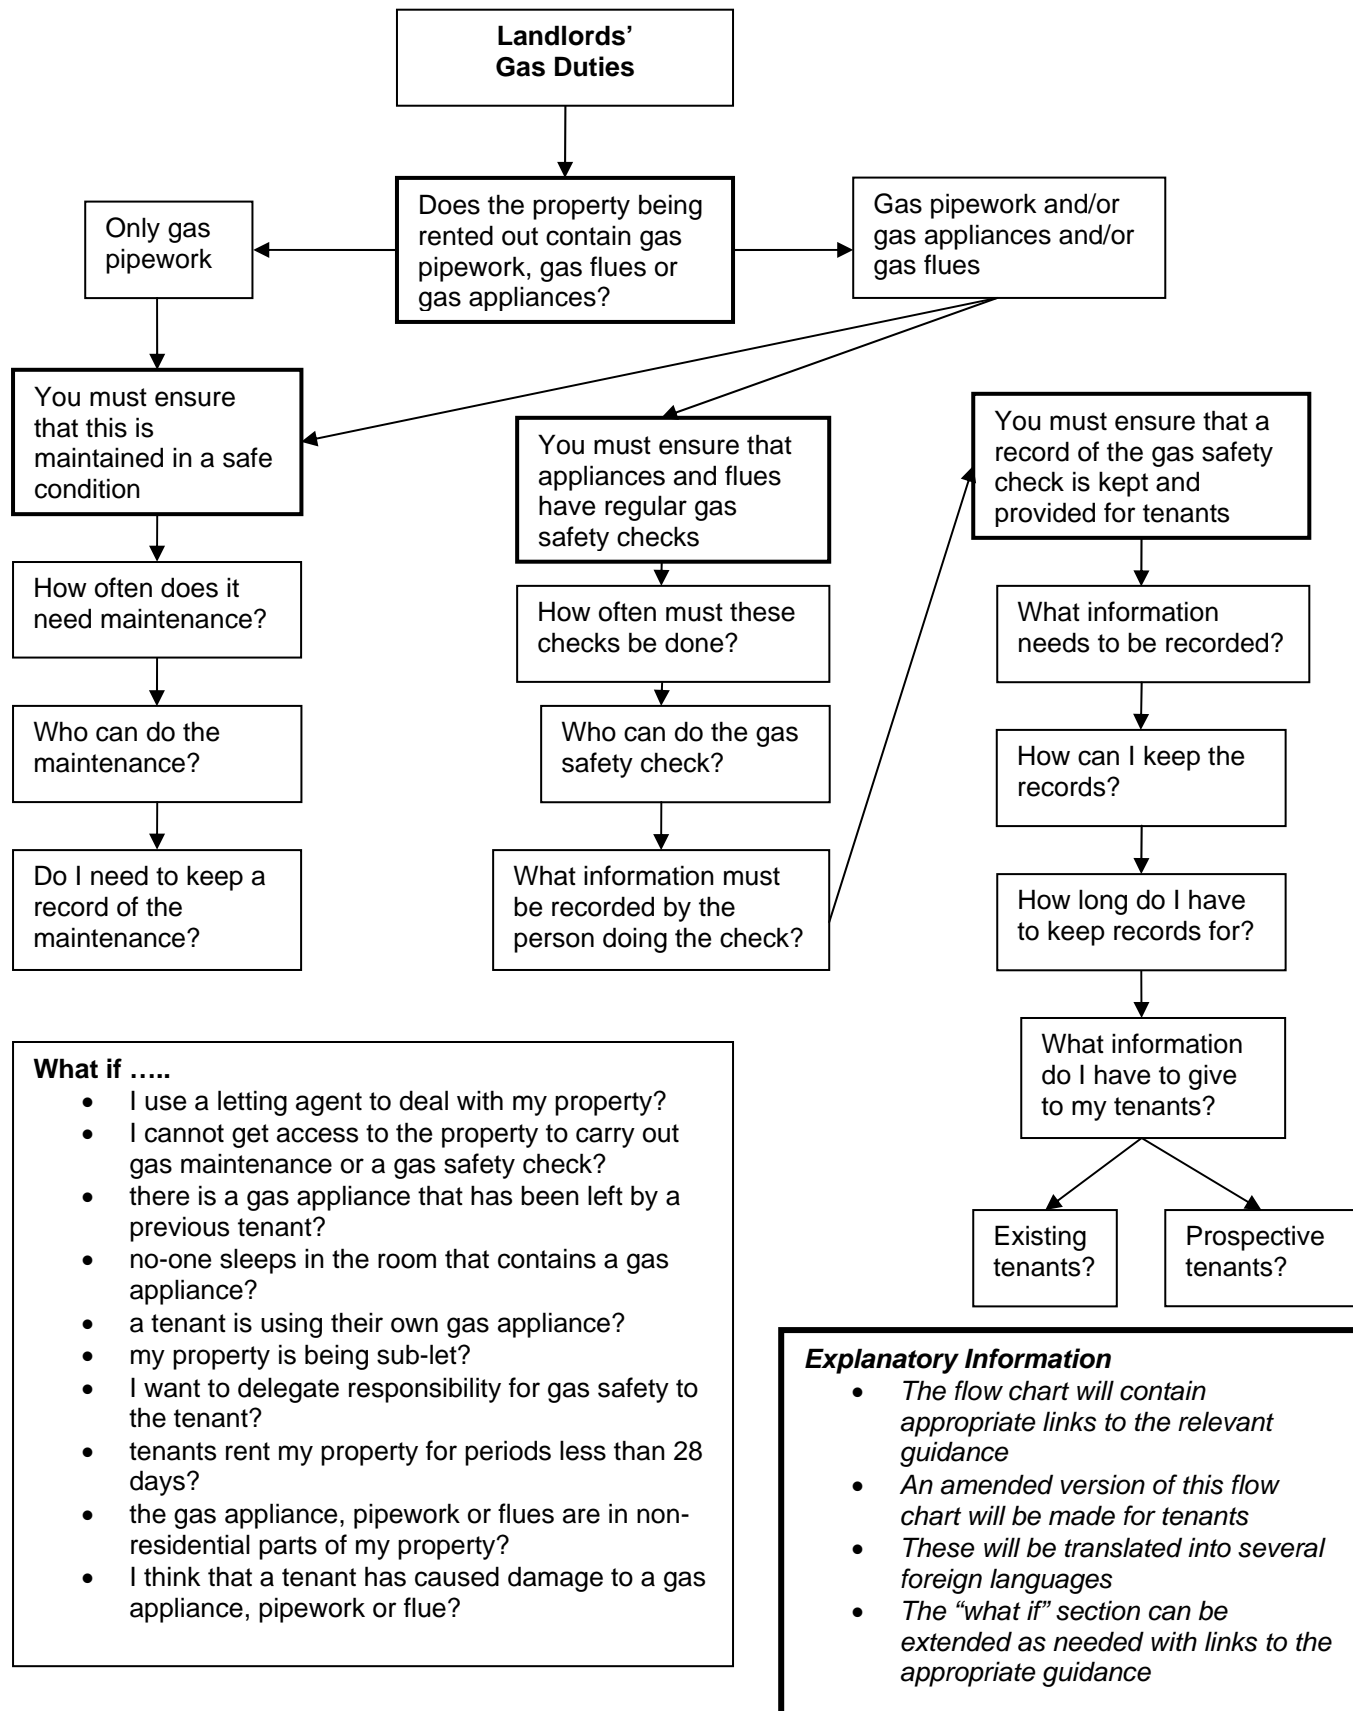 Landlords’
Gas Duties
Only gas
pipework
Does the property being
rented out contain gas
pipework, gas flues or
gas appliances?
Gas pipework and/or
gas appliances and/or
gas flues
You must ensure
that this is
maintained in a safe
condition
You must ensure that
appliances and flues
have regular gas
safety checks
You must ensure that a
record of the gas safety
check is kept and
provided for tenants
How often does it
need maintenance?
How often must these
checks be done?
What information
needs to be recorded?
Who can do the
maintenance?
Who can do the gas
safety check?
How can I keep the
records?
Do I need to keep a
record of the
maintenance?
What information must
be recorded by the
person doing the check?
How long do I have
to keep records for?
What information
do I have to give
to my tenants?
Existing
tenants?
Prospective
tenants?
What if …..
• I use a letting agent to deal with my property?
• I cannot get access to the property to carry out
gas maintenance or a gas safety check?
• there is a gas appliance that has been left by a
previous tenant?
• no-one sleeps in the room that contains a gas
appliance?
• a tenant is using their own gas appliance?
• my property is being sub-let?
• I want to delegate responsibility for gas safety to
the tenant?
• tenants rent my property for periods less than 28
days?
• the gas appliance, pipework or flues are in non-
residential parts of my property?
• I think that a tenant has caused damage to a gas
appliance, pipework or flue?
Explanatory Information
• The flow chart will contain
appropriate links to the relevant
guidance
• An amended version of this flow
chart will be made for tenants
• These will be translated into several
foreign languages
• The “what if” section can be
extended as needed with links to the
appropriate guidance